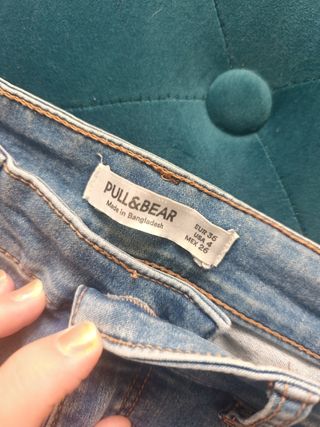 PULL&BEAR
Made in Bangladesh
EUR 36
USA 4
MEX 26